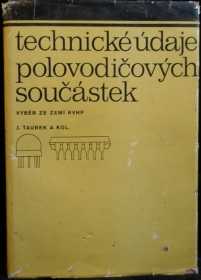 technické údaje
polovodičových
součástek
VÝBĚR ZE ZEMÍ RVHP
J. TAUREK A KOL.